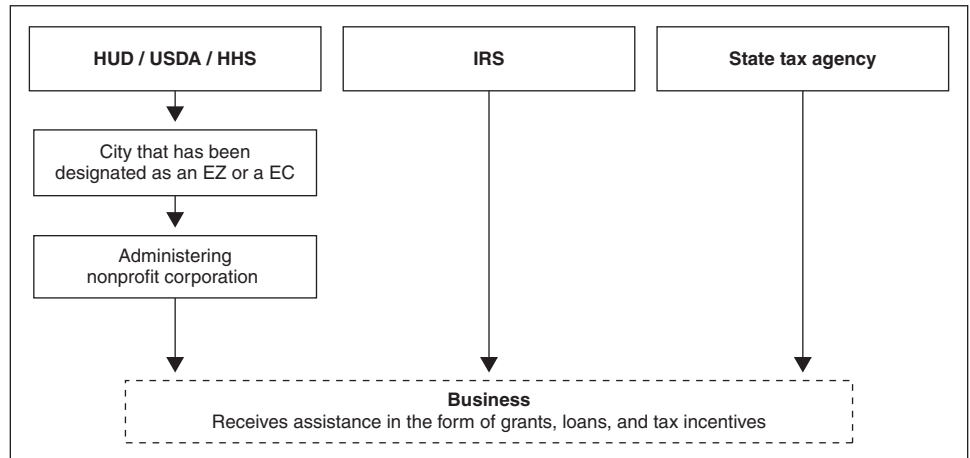 HUD / USDA / HHS
IRS
State tax agency
City that has been
designated as an EZ or a EC
Administering
nonprofit corporation
Business
Receives assistance in the form of grants, loans, and tax incentives